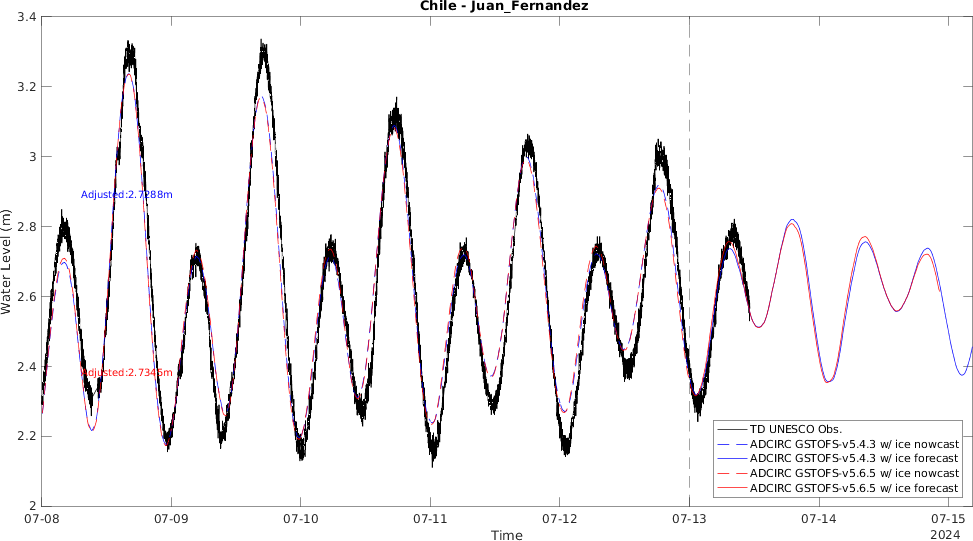 Chile - Juan_Fernandez
3.4
3.2
3
2.8
2.6
2.4
2.2
2
Water Level (m)
Adjusted:2.7288m
Adjusted:2.7346m
TD UNESCO Obs.
ADCIRC GSTOFS-v5.4.3 w/ ice nowcast
ADCIRC GSTOFS-v5.4.3 w/ ice forecast
ADCIRC GSTOFS-v5.6.5 w/ ice nowcast
ADCIRC GSTOFS-v5.6.5 w/ ice forecast
07-08 07-09 07-10 07-11 07-12 07-13 07-14 07-15
Time
2024